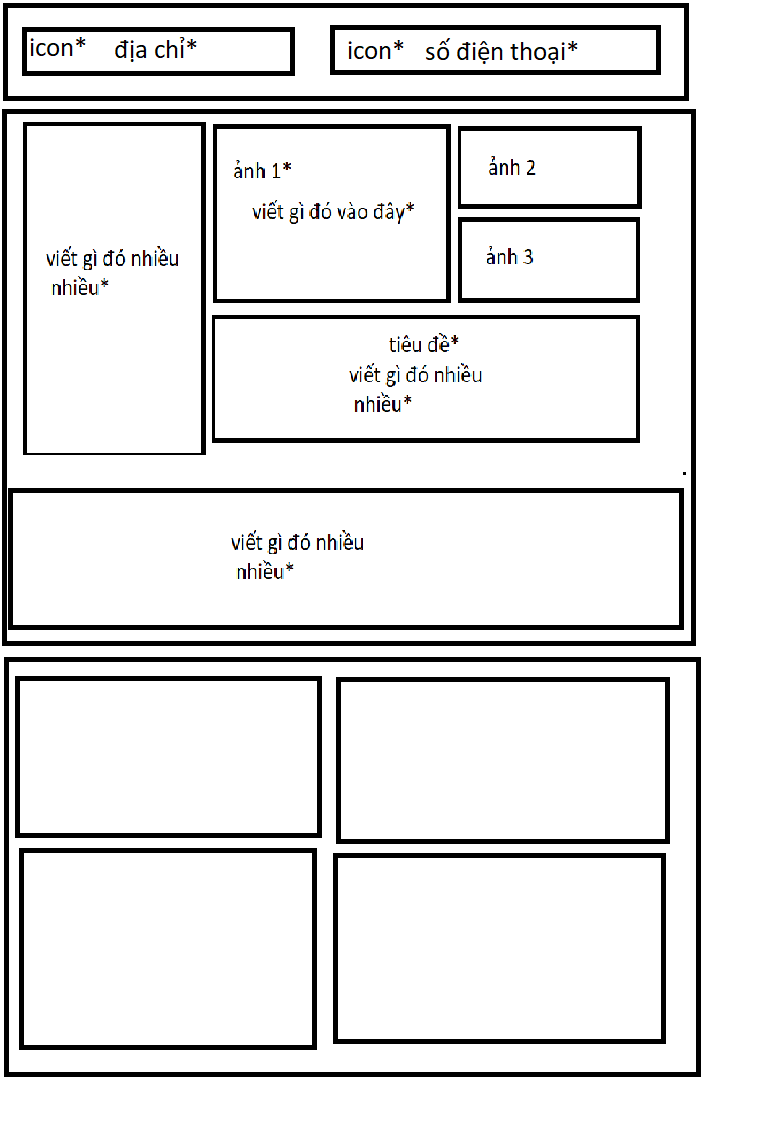 icon* địa chỉ*
icon* số điện thoại*
viết gì đó nhiều
nhiều*
ảnh 1*
viết gì đó vào đây*
ảnh 2
ảnh 3
tiêu đề*
viết gì đó nhiều
nhiều*
viết gì đó nhiều
nhiều*